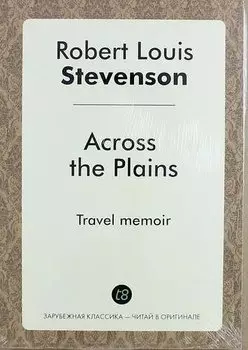 Robert Louis
Stevenson
Across
the Plains
Travel memoir
t8
ЗАРУБЕЖНАЯ КЛАССИКА — ЧИТАЙ В ОРИГИНАЛЕ